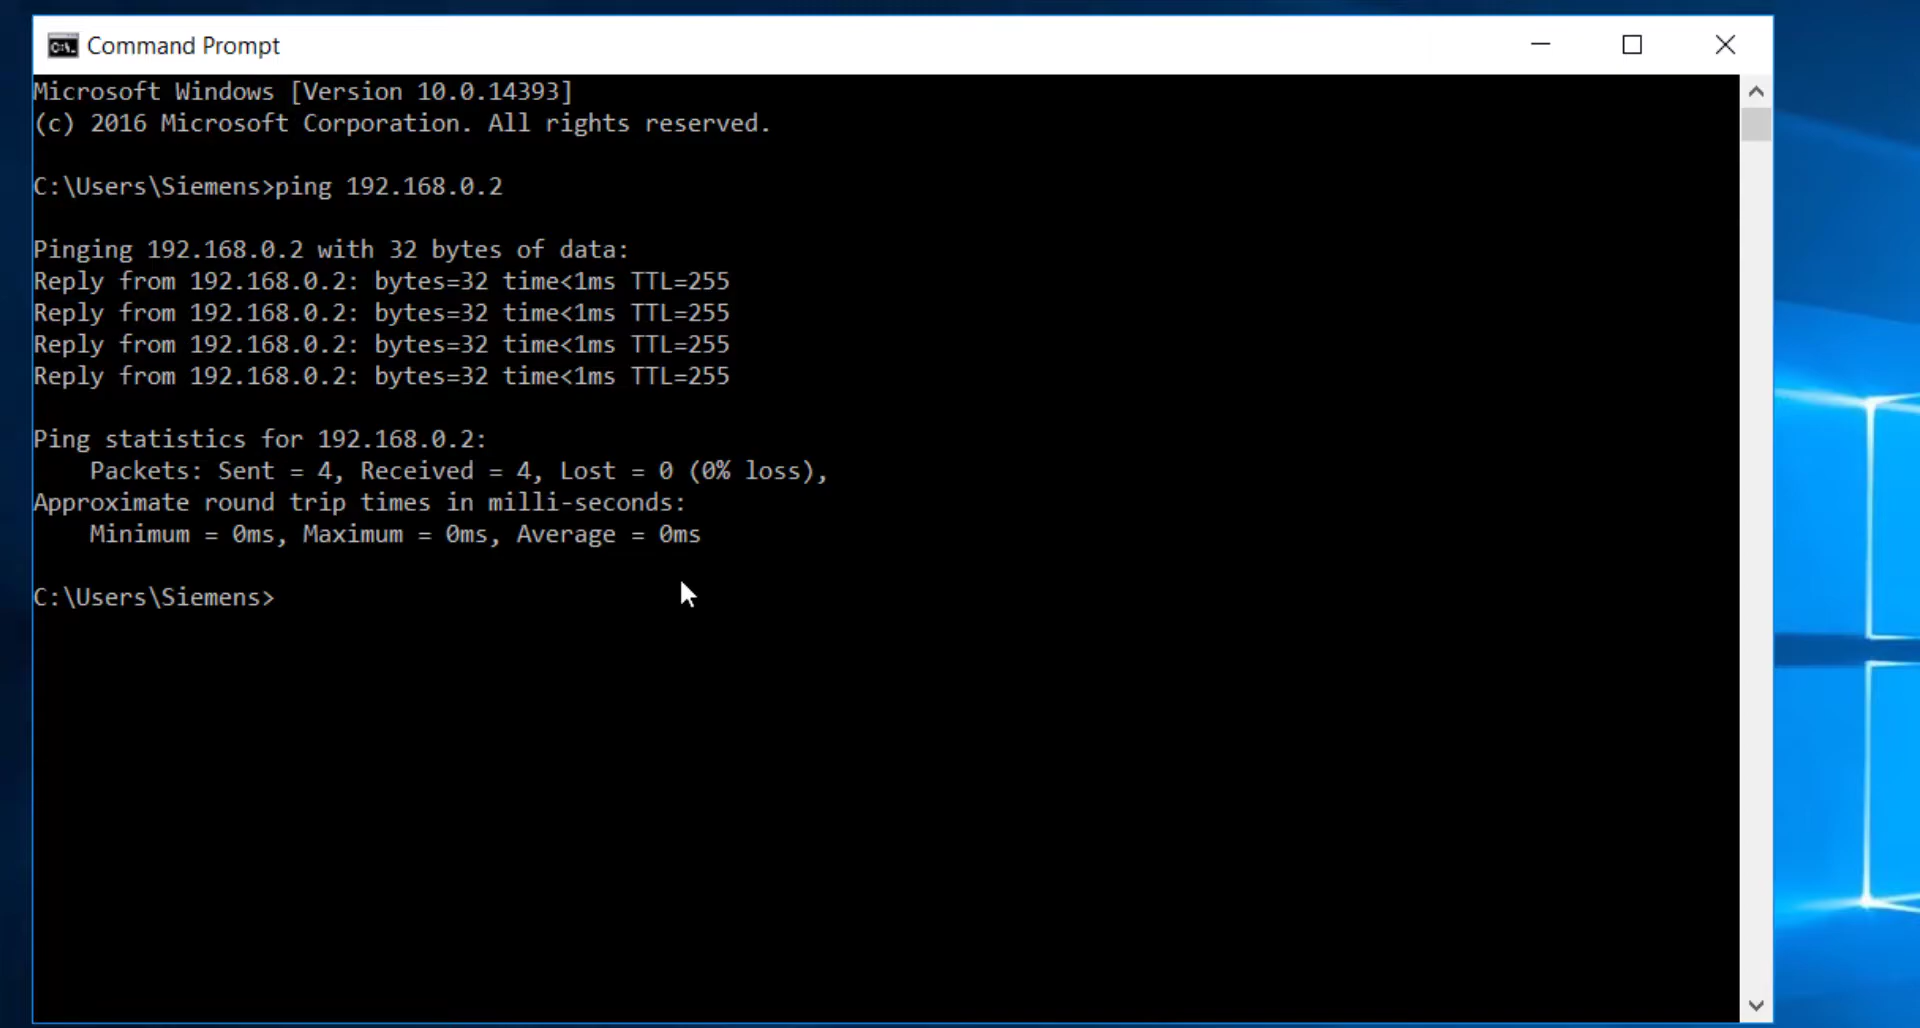 Command Prompt
Microsoft Windows [Version 10.0.14393]
(c) 2016 Microsoft Corporation. All rights reserved.
C:\Users\Siemens>ping 192.168.0.2
Pinging 192.168.0.2 with 32 bytes of data:
Reply from 192.168.0.2: bytes=32 time<1ms TTL=255
Reply from 192.168.0.2: bytes=32 time<1ms TTL=255
Reply from 192.168.0.2: bytes=32 time<1ms TTL=255
Reply from 192.168.0.2: bytes=32 time<1ms TTL=255
Ping statistics for 192.168.0.2:
    Packets: Sent = 4, Received = 4, Lost = 0 (0% loss),
Approximate round trip times in milli-seconds:
    Minimum = 0ms, Maximum = 0ms, Average = 0ms
C:\Users\Siemens>